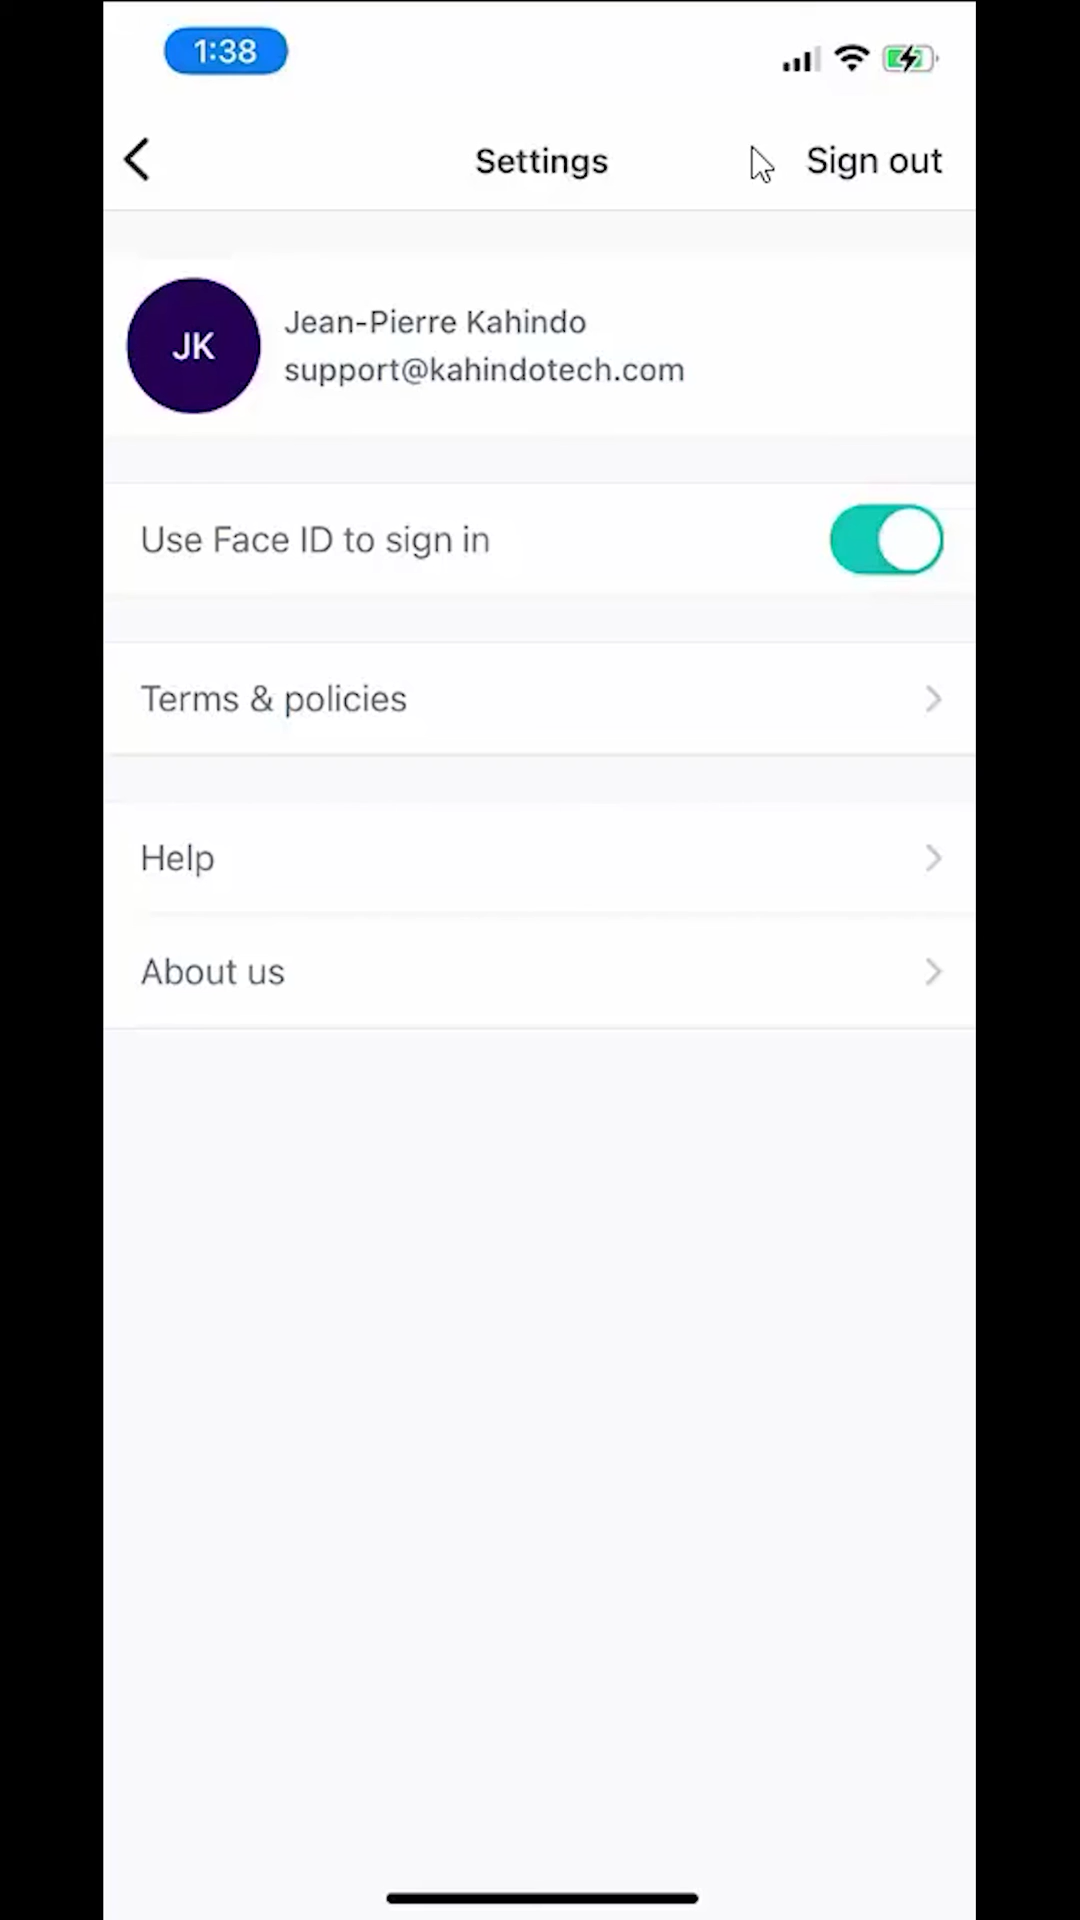 1:38
Settings
Sign out
JK
Jean-Pierre Kahindo
support@kahindotech.com
Use Face ID to sign in
Terms & policies
Help
About us